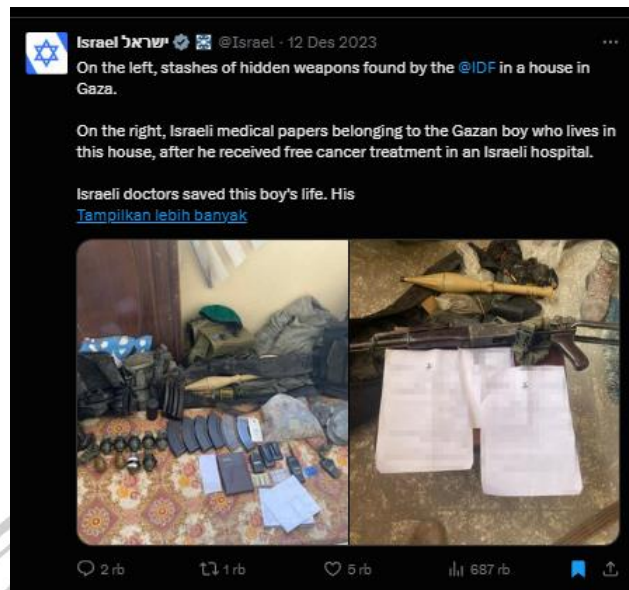 Israel ישראל @Israel · 12 Des 2023
On the left, stashes of hidden weapons found by the @IDF in a house in
Gaza.
On the right, Israeli medical papers belonging to the Gazan boy who lives in
this house, after he received free cancer treatment in an Israeli hospital.
Israeli doctors saved this boy's life. His
Tampilkan lebih banyak
2 rb 1 rb 5 rb 687 rb